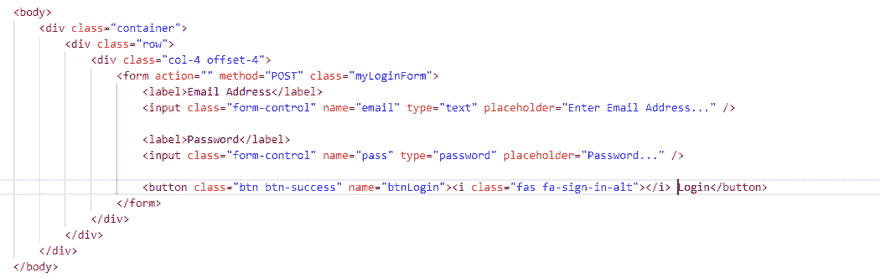 <body>
<div class="container">
<div class="row">
<div class="col-4 offset-4">
<form action="" method="POST" class="myLoginForm">
<label>Email Address</label>
<input class="form-control" name="email" type="text" placeholder="Enter Email Address..." />
<label>Password</label>
<input class="form-control" name="pass" type="password" placeholder="Password..." />
<button class="btn btn-success" name="btnLogin"><i class="fas fa-sign-in-alt"></i> Login</button>
</form>
</div>
</div>
</div>
</body>